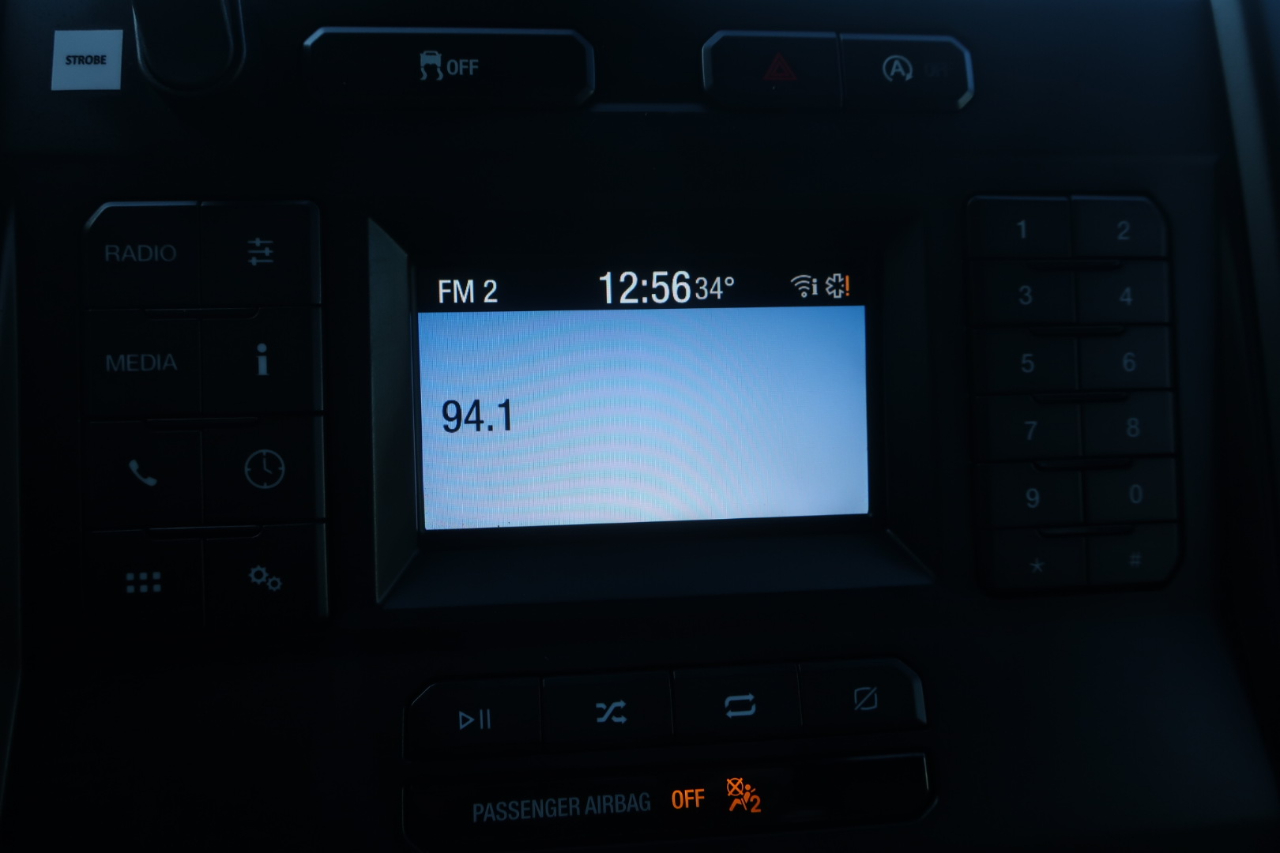 STROBE
OFF
A
RADIO
MEDIA
FM 2 12:56 34°
94.1
1 2
3 4
5 6
7 8
9 0
* #
PASSENGER AIRBAG OFF 2